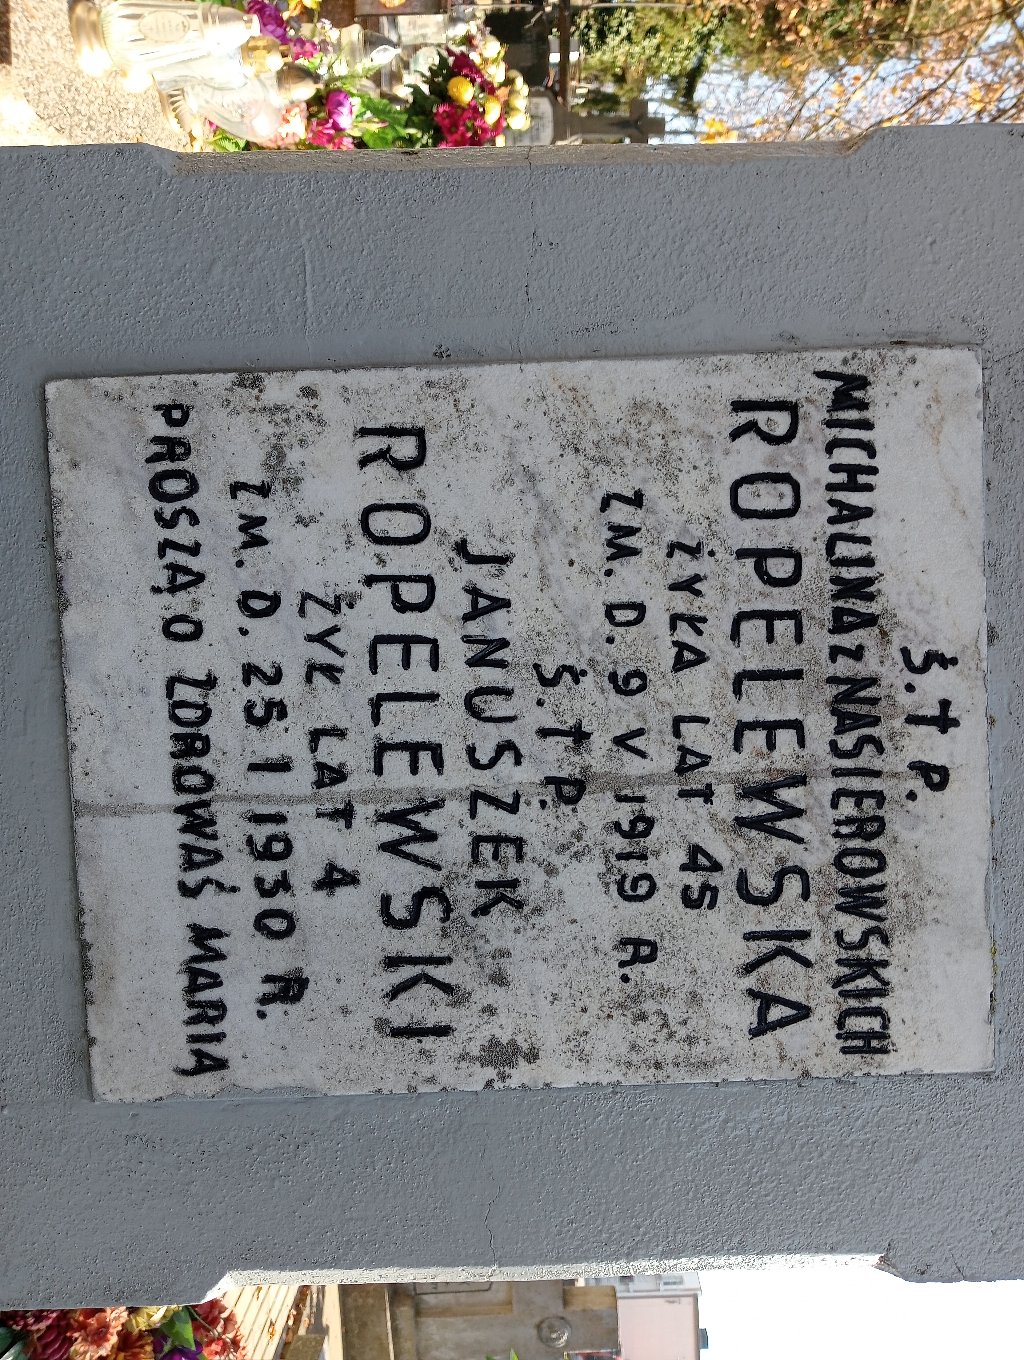 Ś.†P.
MICHALINA Z NASIEROWSKICH
ROPELEWSKA
ŻYŁA LAT 45
ZM. D. 9 V 1919 R.
Ś.†P.
JANUSZEK
ROPELEWSKI
ŻYŁ LAT 4
ZM. D. 25 I 1930 R.
PROSZĄ O ZDROWAŚ MARIA